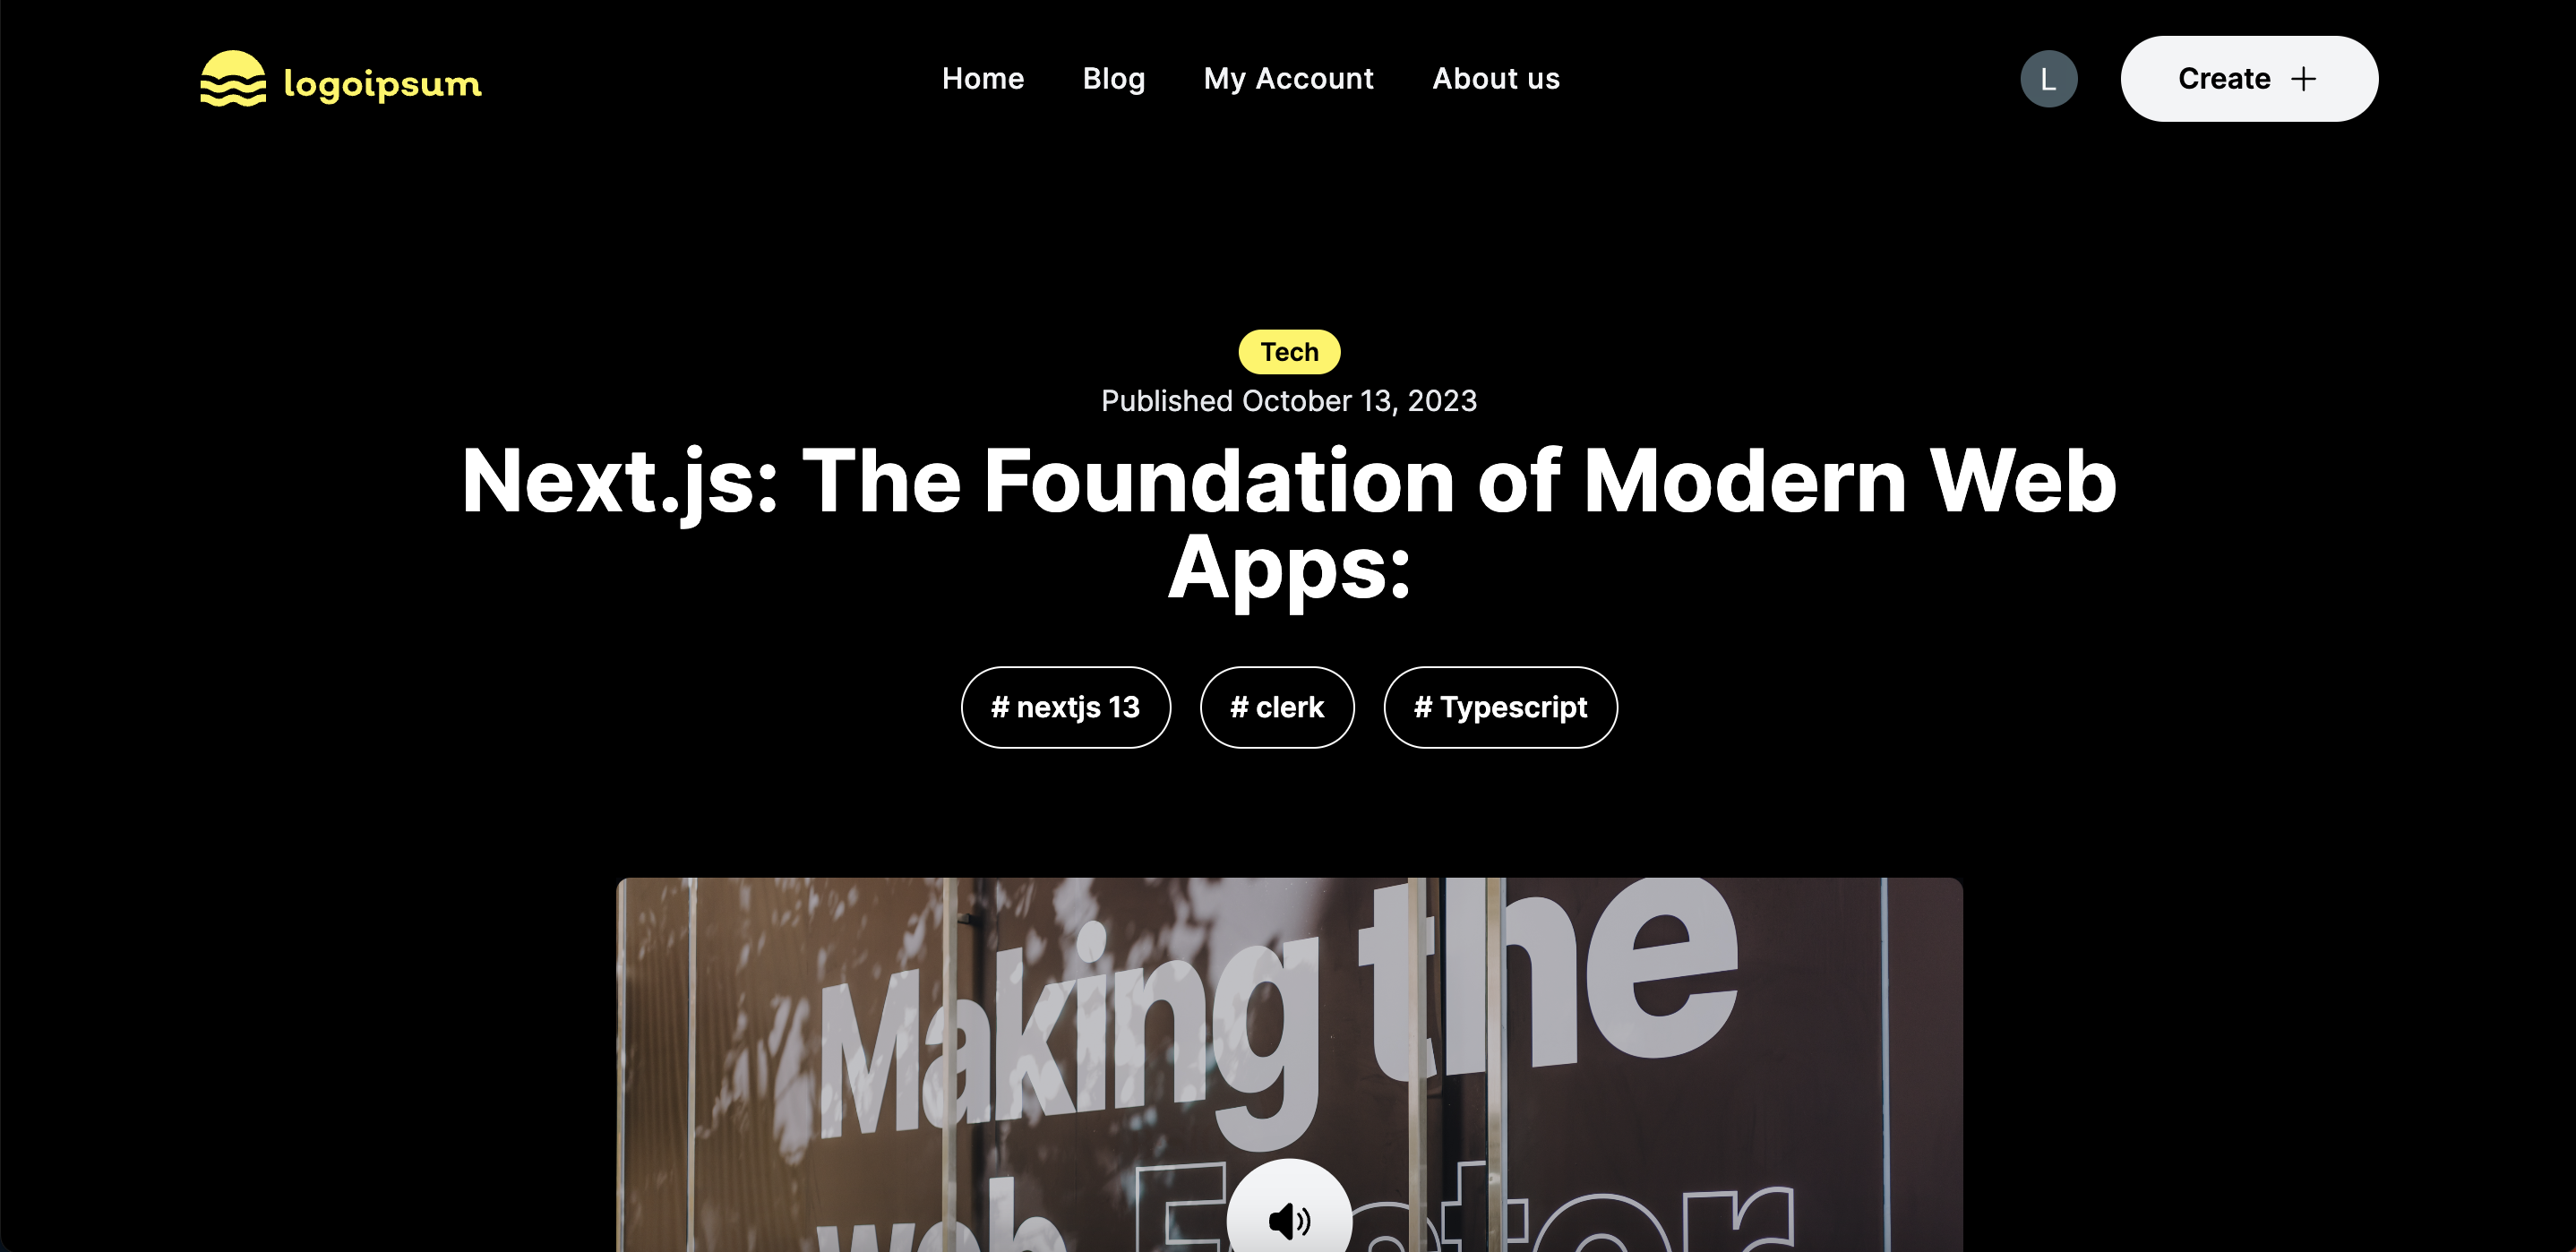 logoipsum
Home Blog My Account About us
L
Create +
Tech
Published October 13, 2023
Next.js: The Foundation of Modern Web
Apps:
# nextjs 13 # clerk # Typescript
Making the
web